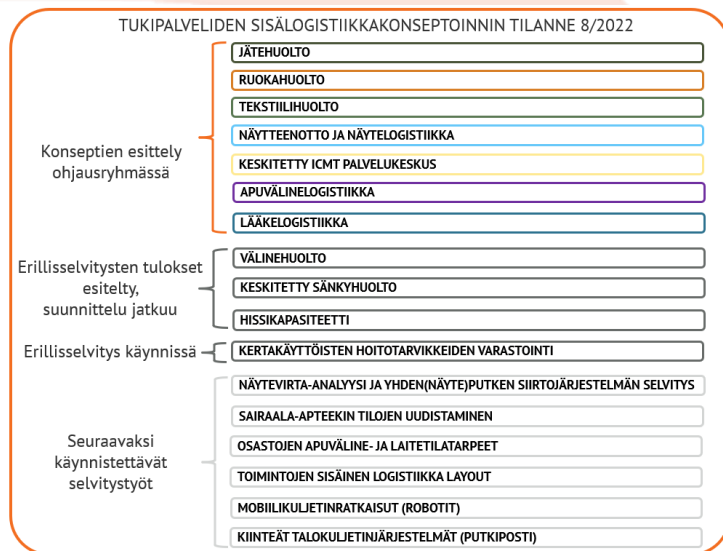 TUKIPALVELIDEN SISÄLOGISTIIKKAKONSEPTOINNIN TILANNE 8/2022
Konseptien esittely
ohjausryhmässä
JÄTEHUOLTO
RUOKAHUOLTO
TEKSTIILIHUOLTO
NÄYTTEENOTTO JA NÄYTELOGISTIIKKA
KESKITETTY ICMT PALVELUKESKUS
APUVÄLINELOGISTIIKKA
LÄÄKELOGISTIIKKA
Erillisselvitysten tulokset
esitelty,
suunnittelu jatkuu
VÄLINEHUOLTO
KESKITETTY SÄNKYHUOLTO
HISSIKAPASITEETTI
Erillisselvitys käynnissä
KERTAKÄYTTÖISTEN HOITOTARVIKKEIDEN VARASTOINTI
Seuraavaksi
käynnistettävät
selvitystyöt
NÄYTEVIRTA-ANALYYSI JA YHDEN(NÄYTE)PUTKEN SIIRTOJÄRJESTELMÄN SELVITYS
SAIRAALA-APTEEKIN TILOJEN UUDISTAMINEN
OSASTOJEN APUVÄLINE- JA LAITETILATARPEET
TOIMINTOJEN SISÄINEN LOGISTIIKKA LAYOUT
MOBIILIKULJETINRATKAISUT (ROBOTIT)
KIINTEÄT TALOKULJETINJÄRJESTELMÄT (PUTKIPOSTI)